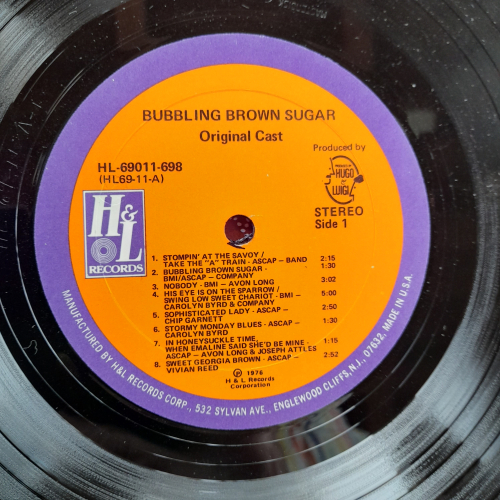 BUBBLING BROWN SUGAR
Original Cast
Produced by
HUGO
&
LUIGI
HL-69011-698
(HL69-11-A)
STEREO
Side 1
H&L
RECORDS
1. STOMPIN' AT THE SAVOY /
TAKE THE "A" TRAIN - ASCAP - BAND 2:15
2. BUBBLING BROWN SUGAR - 1:30
BMI/ASCAP - COMPANY
3. NOBODY - BMI - AVON LONG 3:02
4. HIS EYE IS ON THE SPARROW /
SWING LOW SWEET CHARIOT - BMI - 5:00
CAROLYN BYRD & COMPANY
5. SOPHISTICATED LADY - ASCAP - 2:50
CHIP GARNETT
6. STORMY MONDAY BLUES - ASCAP - 1:30
CAROLYN BYRD
7. IN HONEYSUCKLE TIME,
WHEN EMALINE SAID SHE'D BE MINE 1:15
ASCAP - AVON LONG & JOSEPH ATTLES
8. SWEET GEORGIA BROWN - ASCAP - 2:52
VIVIAN REED
℗ 1976
H & L Records
Corporation
MANUFACTURED BY H&L RECORDS CORP., 532 SYLVAN AVE., ENGLEWOOD CLIFFS, N.J. 07632, MADE IN U.S.A.